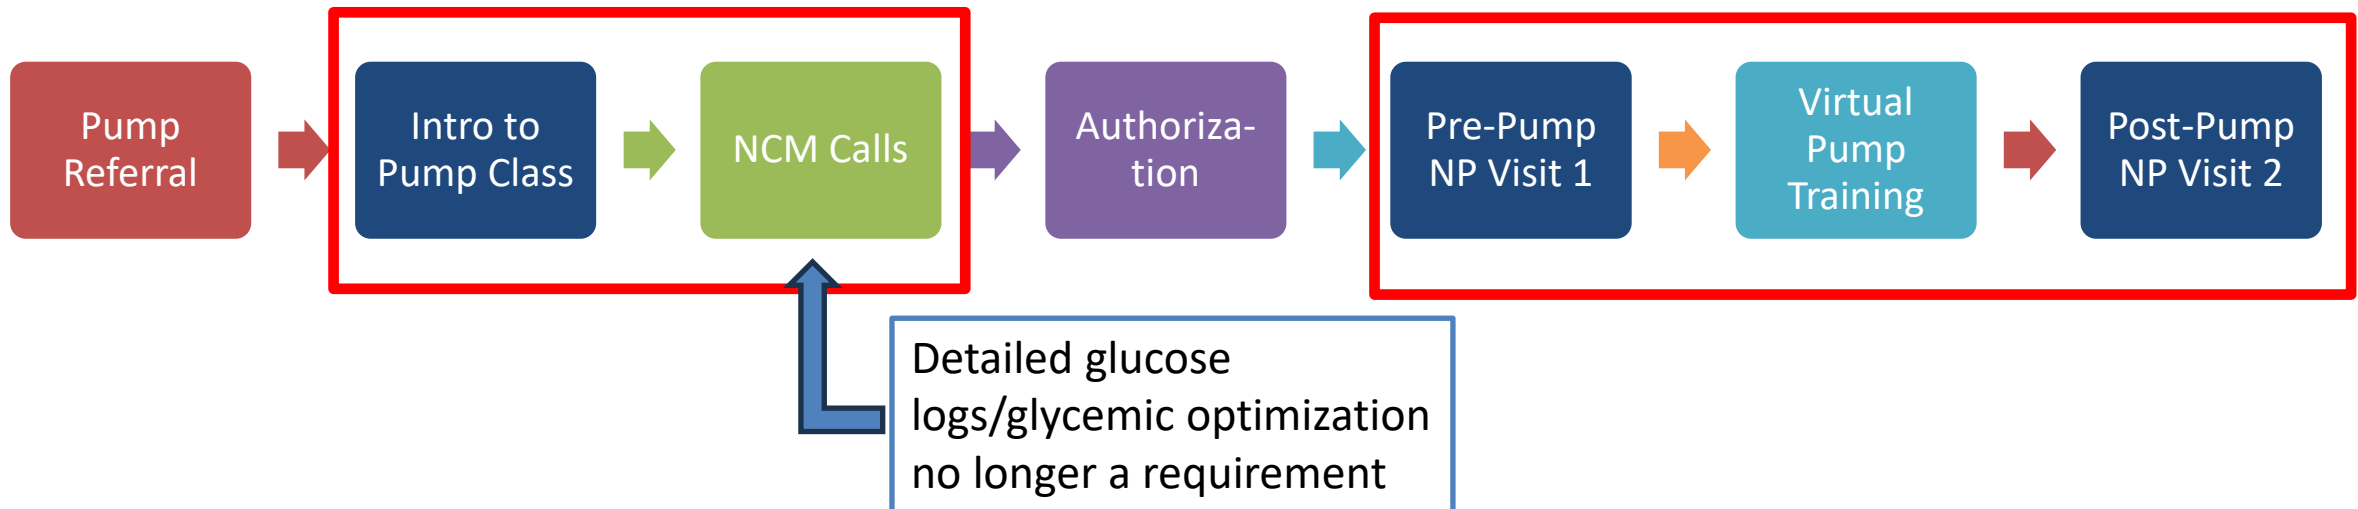 Pump
Referral
Intro to
Pump Class
NCM Calls
Authoriza-
tion
Pre-Pump
NP Visit 1
Virtual
Pump
Training
Post-Pump
NP Visit 2
Detailed glucose
logs/glycemic optimization
no longer a requirement